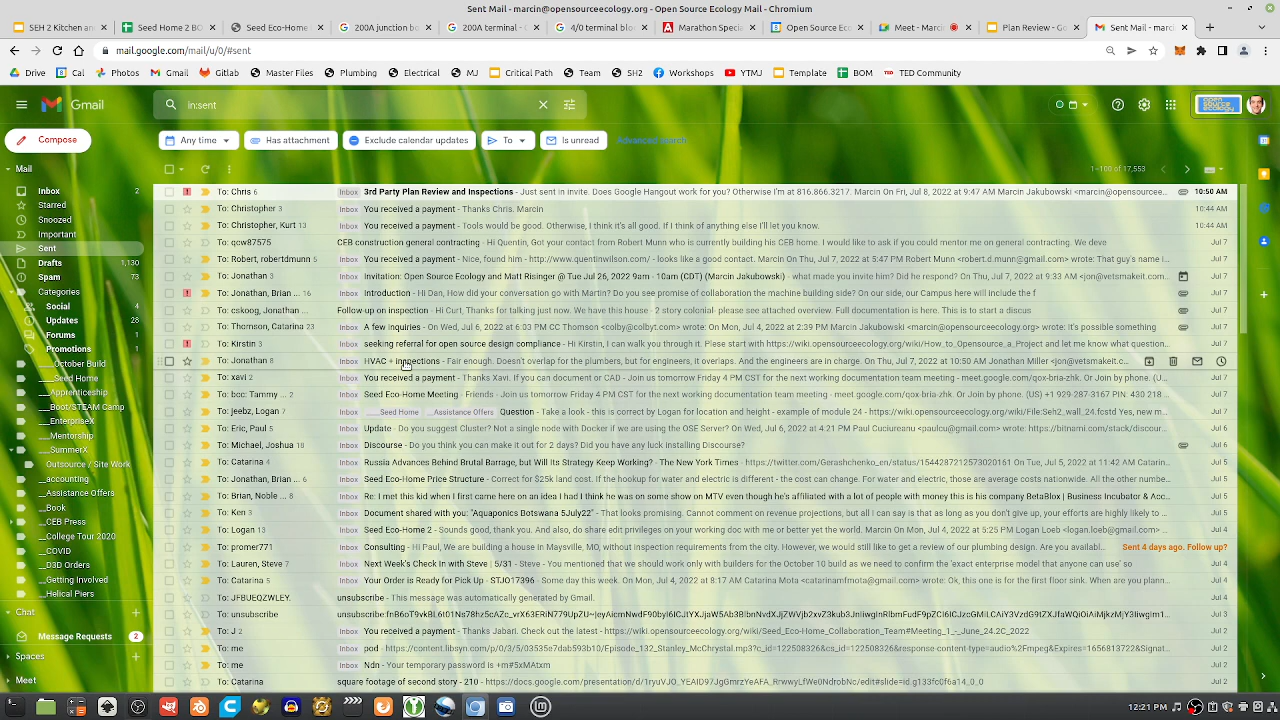 Sent Mail - marcin@opensourceecology.org - Open Source Ecology Mail - Chromium
SEH 2 Kitchen and Seed Home 2 BO Seed Eco-Home 200A junction bo 200A terminal - 4/0 terminal bloc Marathon Specia Open Source Eco Meet - Marcin Plan Review - Go Sent Mail - marci
mail.google.com/mail/u/0/#sent
Drive Cal Photos Gmail Gitlab Master Files Plumbing Electrical MJ Critical Path Team SH2 Workshops YTMJ Template BOM TED Community
Gmail in:sent
Compose Any time Has attachment Exclude calendar updates To Is unread Advanced search
Mail 1–100 of 17,553
Inbox 2
Starred
Snoozed
Important
Sent
Drafts 1,130
Spam 73
Categories
Social 4
Updates 28
Forums 4
Promotions 1
___October Build
___Seed Home
__Apprenticeship
__Boot/STEAM Camp
__EnterpriseX
__Mentorship
__SummerX
Outsource / Site Work
_accounting
_Assistance Offers
_Book
_CEB Press
_College Tour 2020
_COVID
_D3D Orders
_Getting Involved
_Helical Piers
Chat
Message Requests 2
Spaces
Meet
To: Chris 6 Inbox 3rd Party Plan Review and Inspections - Just sent in invite. Does Google Hangout work for you? Otherwise I'm at 816.866.3217. Marcin On Fri, Jul 8, 2022 at 9:47 AM Marcin Jakubowski <marcin@opensourcee... 10:50 AM
To: Christopher 3 Inbox You received a payment - Thanks Chris. Marcin 10:44 AM
To: Christopher, Kurt 13 Inbox You received a payment - Tools would be good. Otherwise, I think it's all good. If I think of anything else I'll let you know. 10:44 AM
To: qcw87575 CEB construction general contracting - Hi Quentin, Got your contact from Robert Munn who is currently building his CEB home. I would like to ask if you could mentor me on general contracting. We deve Jul 7
To: Robert, robertdmunn 5 Inbox You received a payment - Nice, found him - http://www.quentinwilson.com/ - looks like a good contact. Marcin On Thu, Jul 7, 2022 at 5:47 PM Robert Munn <robert.d.munn@gmail.com> wrote: That guy's name i... Jul 7
To: Jonathan 3 Inbox Invitation: Open Source Ecology and Matt Risinger @ Tue Jul 26, 2022 9am - 10am (CDT) (Marcin Jakubowski) - what made you invite him? Did he respond? On Thu, Jul 7, 2022 at 9:33 AM <jon@vetsmakeit.c... Jul 7
To: Jonathan, Brian ... 16 Inbox Introduction - Hi Dan, How did your conversation go with Martin? Do you see promise of collaboration the machine building side? On our side, our Campus here will include the f Jul 7
To: cskoog, Jonathan ... Follow-up on inspection - Hi Curt, Thanks for talking just now. We have this house - 2 story colonial- please see attached overview. Full documentation is here. This is to start a discus Jul 7
To: Thomson, Catarina 23 Inbox A few inquiries - On Wed, Jul 6, 2022 at 6:03 PM CC Thomson <colby@colbyt.com> wrote: On Mon, Jul 4, 2022 at 2:39 PM Marcin Jakubowski <marcin@opensourceecology.org> wrote: It's possible something Jul 7
To: Kirstin 3 Inbox seeking referral for open source design compliance - Hi Kirstin, I can walk you through it. Please start with https://wiki.opensourceecology.org/wiki/How_to_Opensource_a_Project and let me know what question... Jul 7
To: Jonathan 8 Inbox HVAC + inspections - Fair enough. Doesn't overlap for the plumbers, but for engineers, it overlaps. And the engineers are in charge. On Thu, Jul 7, 2022 at 10:50 AM Jonathan Miller <jon@vetsmakeit.c...
To: xavi 2 Inbox You received a payment - Thanks Xavi. If you can document or CAD - Join us tomorrow Friday 4 PM CST for the next working documentation team meeting - meet.google.com/qox-bria-zhk. Or Join by phone. (U... Jul 7
To: bcc: Tammy ... 2 Inbox Seed Eco-Home Meeting - Friends - Join us tomorrow Friday 4 PM CST for the next working documentation team meeting - meet.google.com/qox-bria-zhk. Or Join by phone. (US) +1 929-287-3167 PIN: 430 218 ... Jul 7
To: jeebz, Logan 7 Inbox ___Seed Home _Assistance Offers Question - Take a look - this is correct by Logan for location and height - example of module 24 - https://wiki.opensourceecology.org/wiki/File:Seh2_wall_24.fcstd Yes, new m... Jul 7
To: Eric, Paul 5 Inbox Update - Do you suggest Cluster? Not a single node with Docker if we are using the OSE Server? On Wed, Jul 6, 2022 at 4:21 PM Paul Cuciureanu <paulou@gmail.com> wrote: https://bitnami.com/stack/discour... Jul 6
To: Michael, Joshua 18 Inbox Discourse - Do you think you can make it out for 2 days? Did you have any luck installing Discourse? Jul 6
To: Catarina 4 Inbox Russia Advances Behind Brutal Barrage, but Will Its Strategy Keep Working? - The New York Times - https://twitter.com/Gerashchenko_en/status/1544287212573020161 On Tue, Jul 5, 2022 at 11:42 AM Catarin... Jul 5
To: Jonathan, Brian ... 6 Inbox Seed Eco-Home Price Structure - Correct for $25k land cost. If the hookup for water and electric is different - the cost can change. For water and electric, those are average costs nationwide. All the other numbe... Jul 5
To: Brian, Noble ... 8 Inbox Re: I met this kid when I first came here on an idea I had I think he was on some show on MTV even though he's affiliated with a lot of people with money this is his company BetaBlox | Business Incubator & Acc... Jul 5
To: Ken 3 Inbox Document shared with you: "Aquaponics Botswana 5July22" - That looks promising. Cannot comment on revenue projections, but all I can say is that as long as you don't give up, your efforts are highly likely to ... Jul 5
To: Logan 13 Inbox Seed Eco-Home 2 - Sounds good, thank you. And also, do share edit privileges on your working doc with me or better yet the world. Marcin On Mon, Jul 4, 2022 at 5:25 PM Logan Loeb <logan.loeb@gmail.com> ... Jul 4
To: promer771 Inbox Consulting - Hi Paul, We are building a house in Maysville, MO, without inspection requirements from the city. However, we would still like to get a review of our plumbing design. Are you availabl... Sent 4 days ago. Follow up?
To: Lauren, Steve 7 Inbox Next Week's Check In with Steve | 5/31 - Steve - You mentioned that we should work only with builders for the October 10 build as we need to confirm the 'exact enterprise model that anyone can use' so Jul 4
To: Catarina 5 Inbox Your Order is Ready for Pick Up - STJO17396 - Some day this week. On Mon, Jul 4, 2022 at 8:17 AM Catarina Mota <catarinamfmota@gmail.com> wrote: Ok, this one is for the first floor sink. When are you plann... Jul 4
To: JFBUEQZWLEY. unsubscribe - This message was automatically generated by Gmail. Jul 3
To: unsubscribe Jul 3
To: J 2 Inbox You received a payment - Thanks Jabari. Check out the latest - https://wiki.opensourceecology.org/wiki/Seed_Eco-Home_Collaboration_Team#Meeting_1_-_June_24.2C_2022 Jul 2
To: me Inbox pod - Jul 2
To: me Inbox Ndn - Your temporary password is +m#5xMAtxm Jul 2
To: Catarina square footage of second story - 210 - Jul 2
12:21 PM